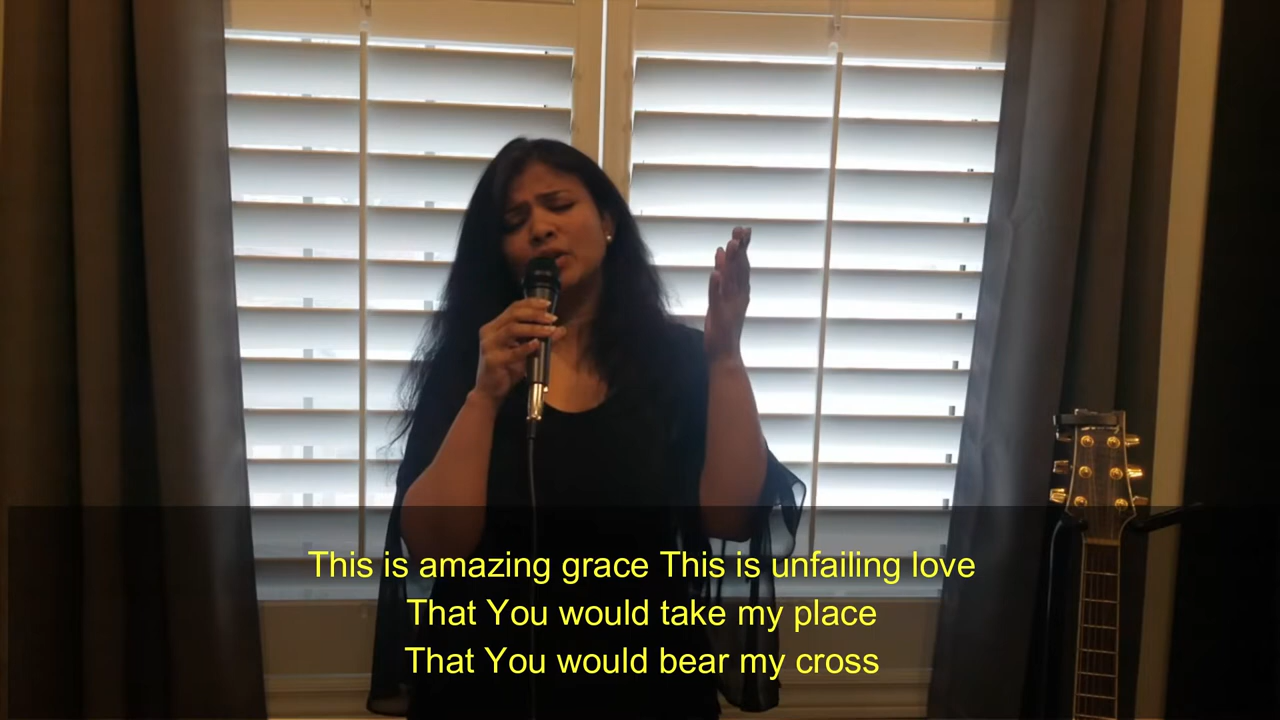 This is amazing grace This is unfailing love
That You would take my place
That You would bear my cross